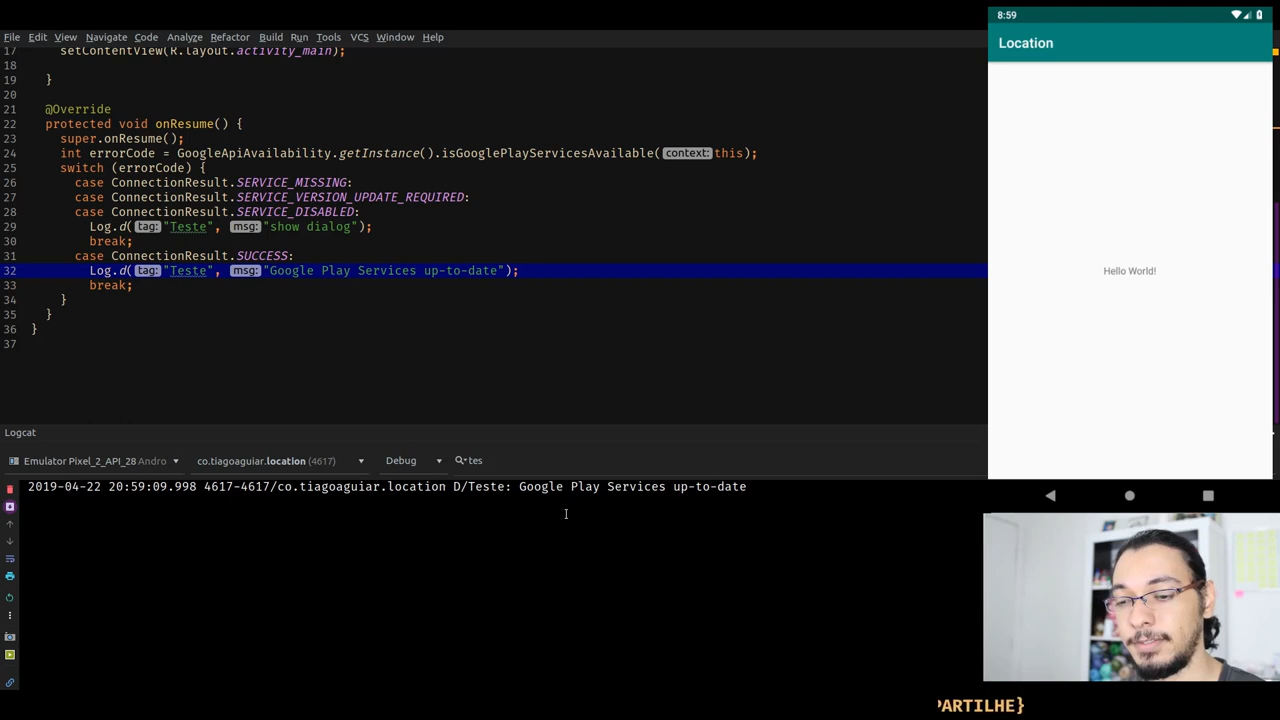 File Edit View Navigate Code Analyze Refactor Build Run Tools VCS Window Help
17 setContentView(R.layout.activity_main);
18
19 }
20
21 @Override
22 protected void onResume() {
23 super.onResume();
24 int errorCode = GoogleApiAvailability.getInstance().isGooglePlayServicesAvailable( context: this);
25 switch (errorCode) {
26 case ConnectionResult.SERVICE_MISSING:
27 case ConnectionResult.SERVICE_VERSION_UPDATE_REQUIRED:
28 case ConnectionResult.SERVICE_DISABLED:
29 Log.d( tag: "Teste", msg: "show dialog");
30 break;
31 case ConnectionResult.SUCCESS:
32 Log.d( tag: "Teste", msg: "Google Play Services up-to-date");
33 break;
34 }
35 }
36 }
37
Logcat
Emulator Pixel_2_API_28 Andro co.tiagoaguiar.location (4617) Debug tes
2019-04-22 20:59:09.998 4617-4617/co.tiagoaguiar.location D/Teste: Google Play Services up-to-date
8:59
Location
Hello World!
PARTILHE}